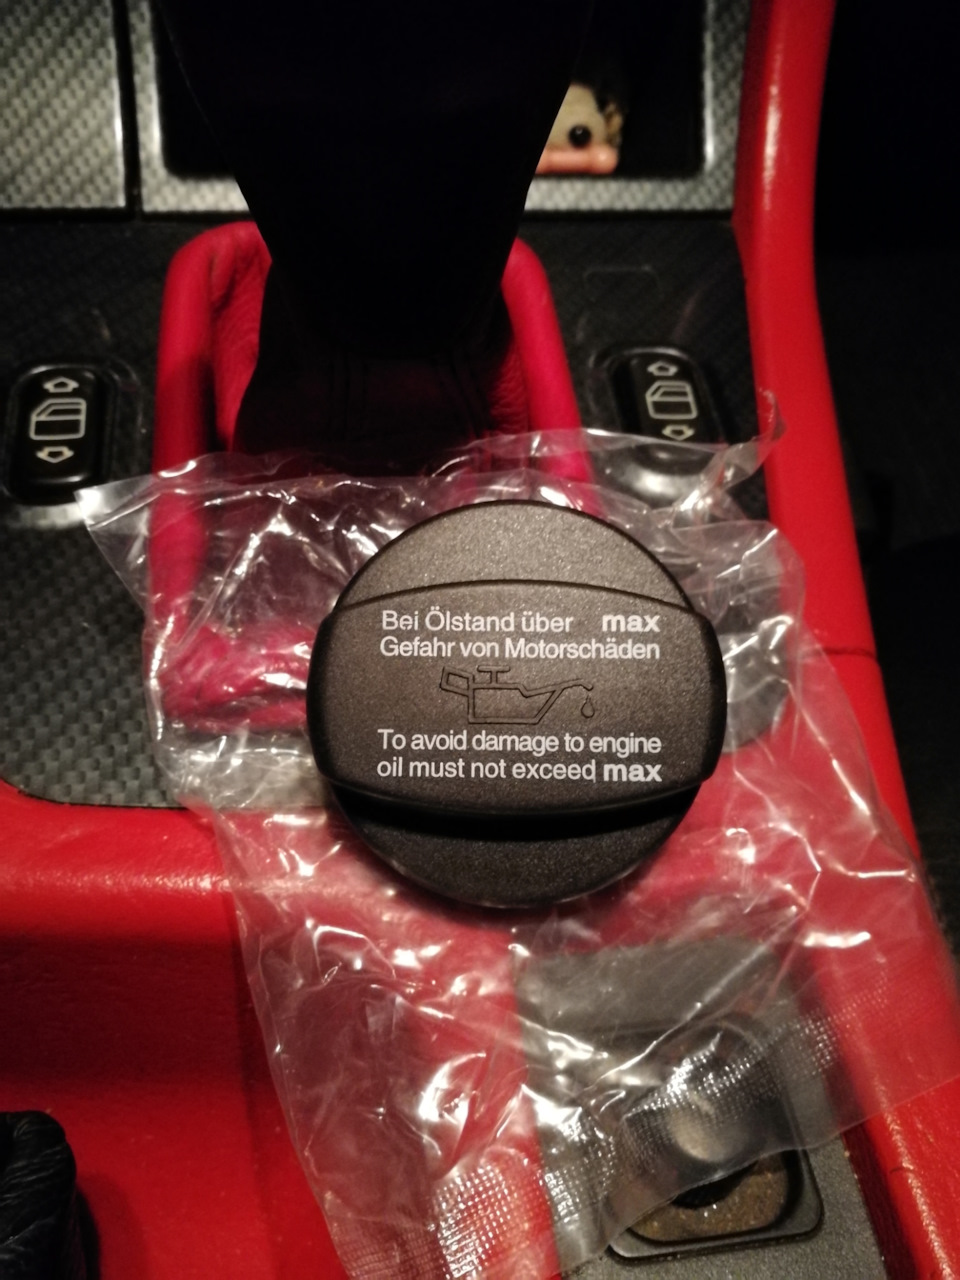 Bei Ölstand über max
Gefahr von Motorschäden
To avoid damage to engine
oil must not exceed max